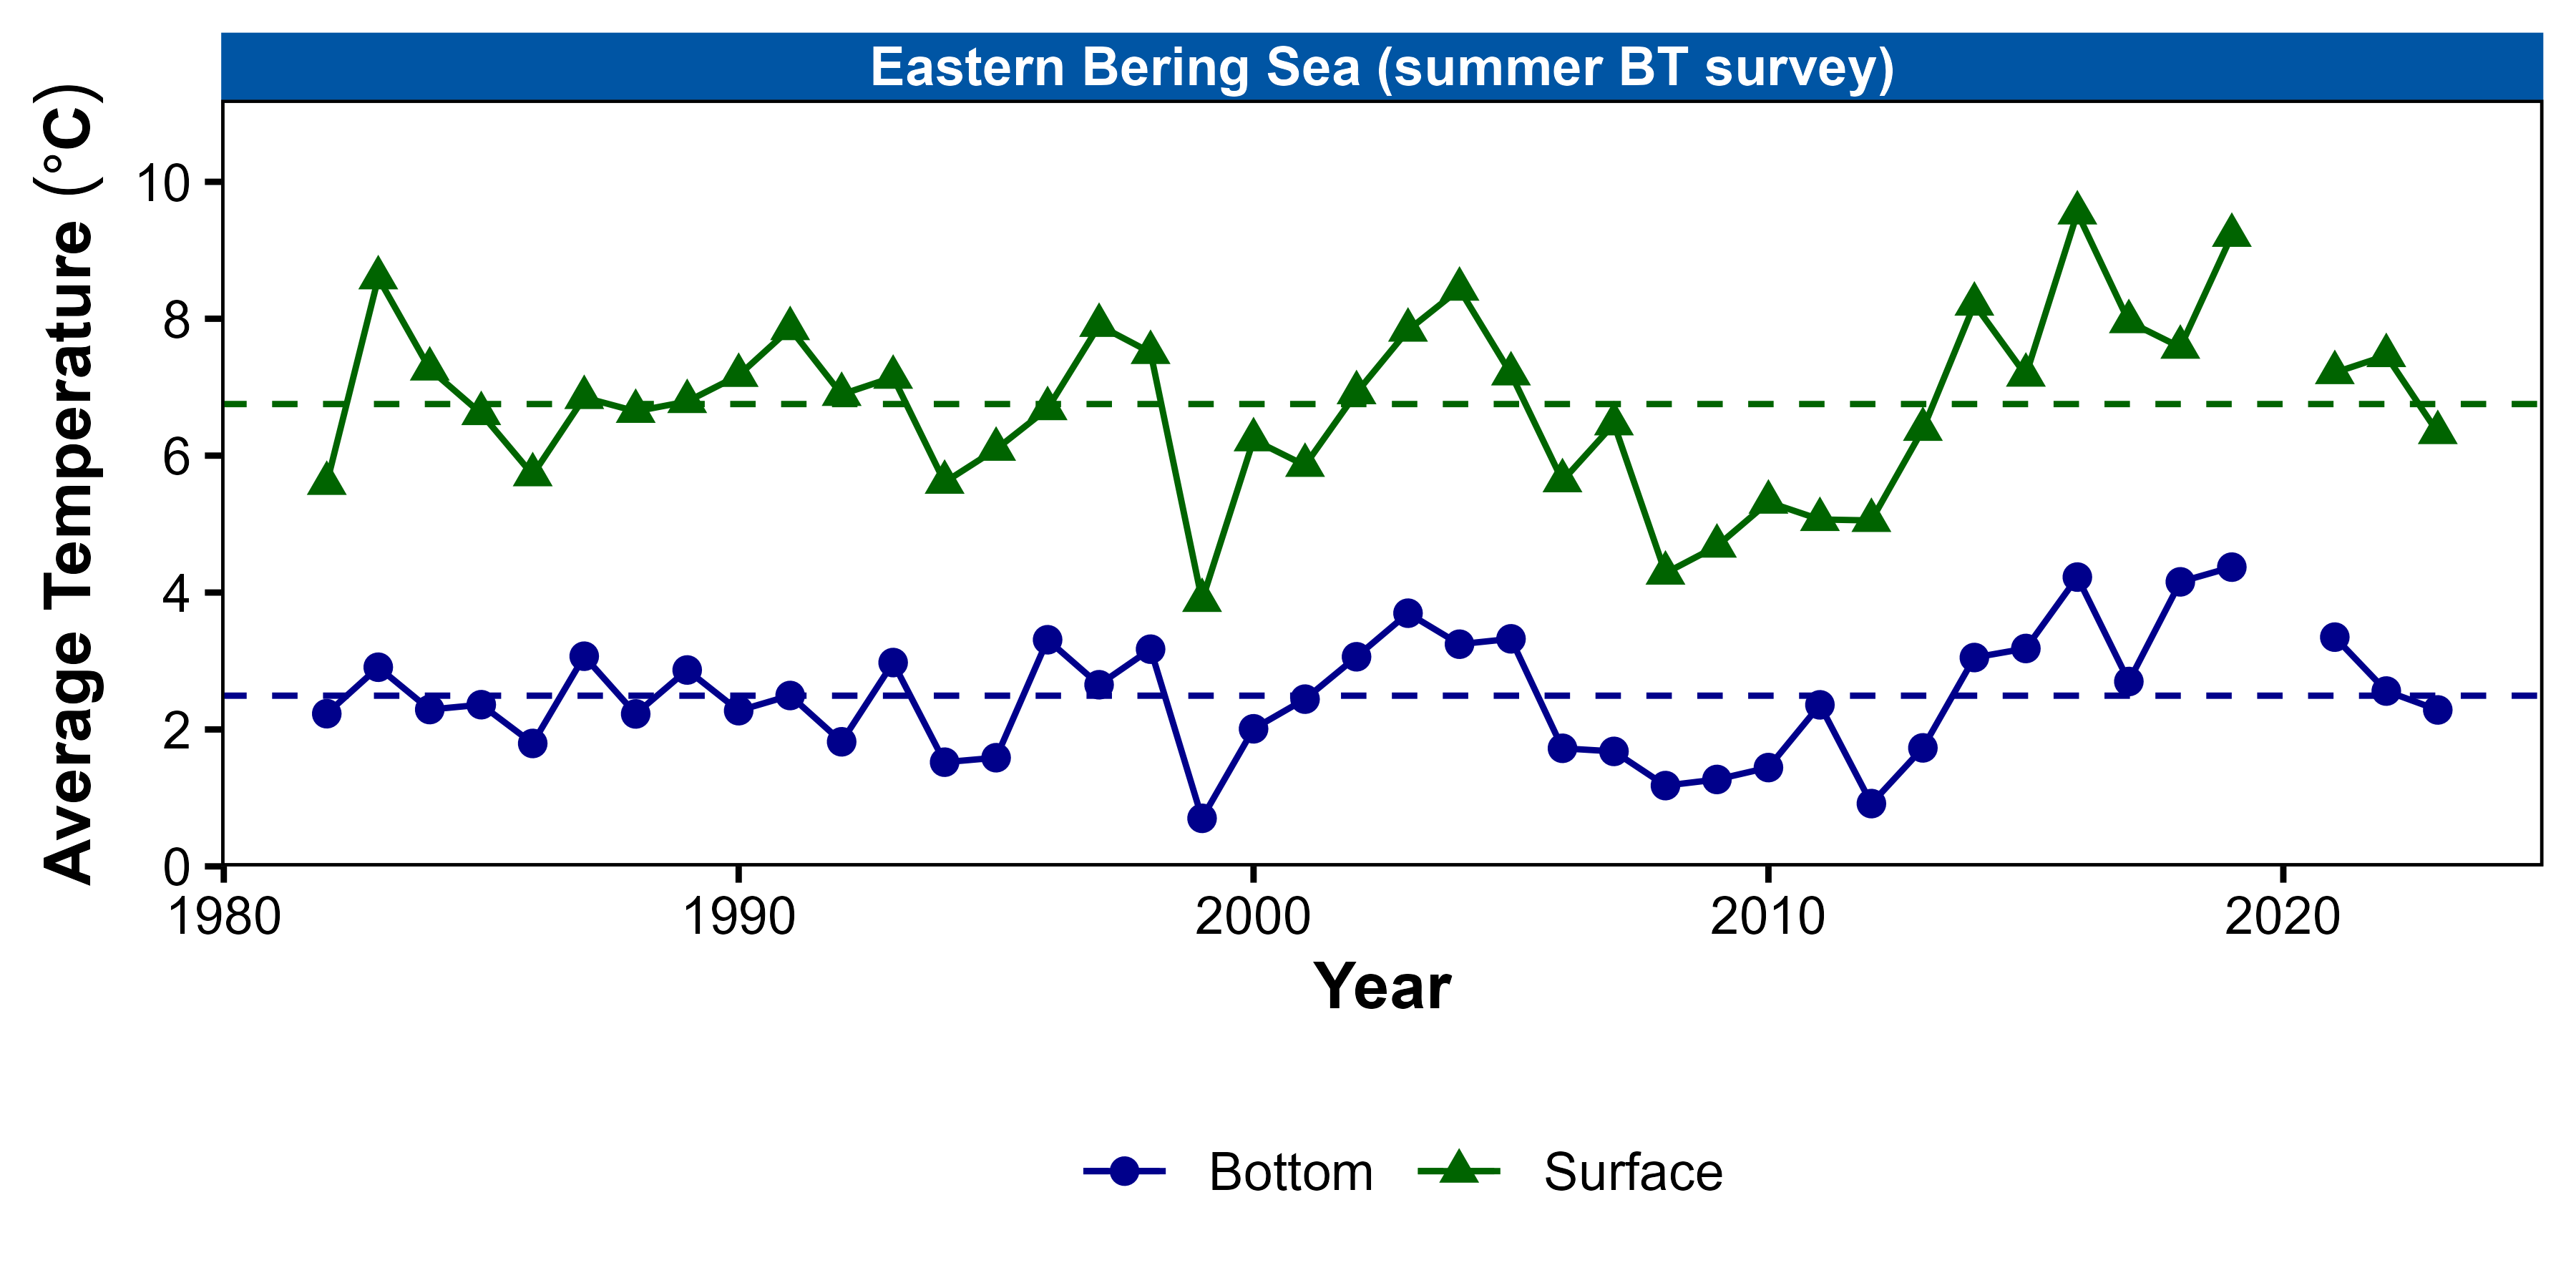 Eastern Bering Sea (summer BT survey)
Average Temperature (°C)
10
8
6
4
2
0
1980 1990 2000 2010 2020
Year
Bottom Surface